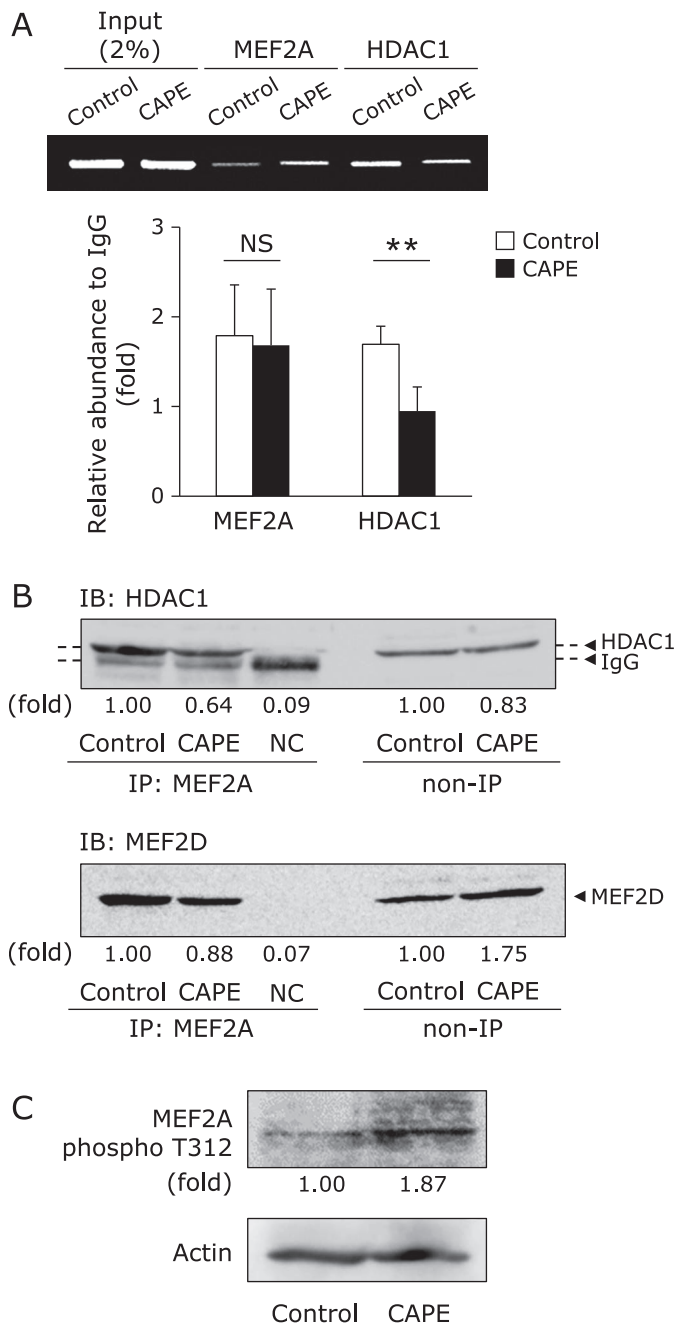 A
Input
(2%)
MEF2A
HDAC1
Control
CAPE
Control
CAPE
Control
CAPE
Relative abundance to IgG
(fold)
3
2
1
0
NS
**
Control
CAPE
MEF2A
HDAC1
B
IB: HDAC1
HDAC1
IgG
(fold) 1.00 0.64 0.09 1.00 0.83
Control CAPE NC Control CAPE
IP: MEF2A non-IP
IB: MEF2D
MEF2D
(fold) 1.00 0.88 0.07 1.00 1.75
Control CAPE NC Control CAPE
IP: MEF2A non-IP
C
MEF2A
phospho T312
(fold) 1.00 1.87
Actin
Control CAPE